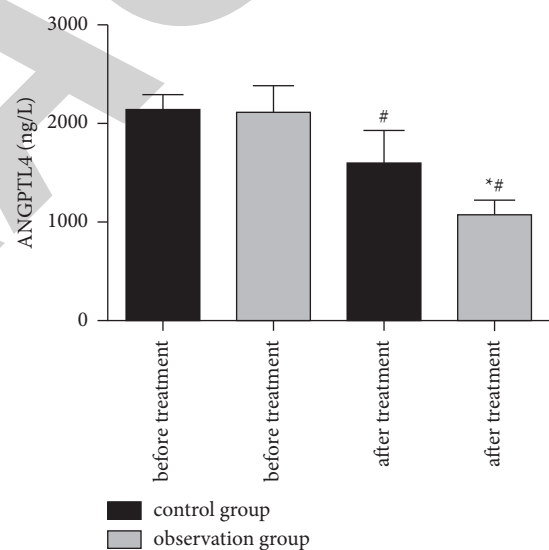 3000
2000
1000
0
ANGPTL4 (ng/L)
#
*#
before treatment
before treatment
after treatment
after treatment
control group
observation group